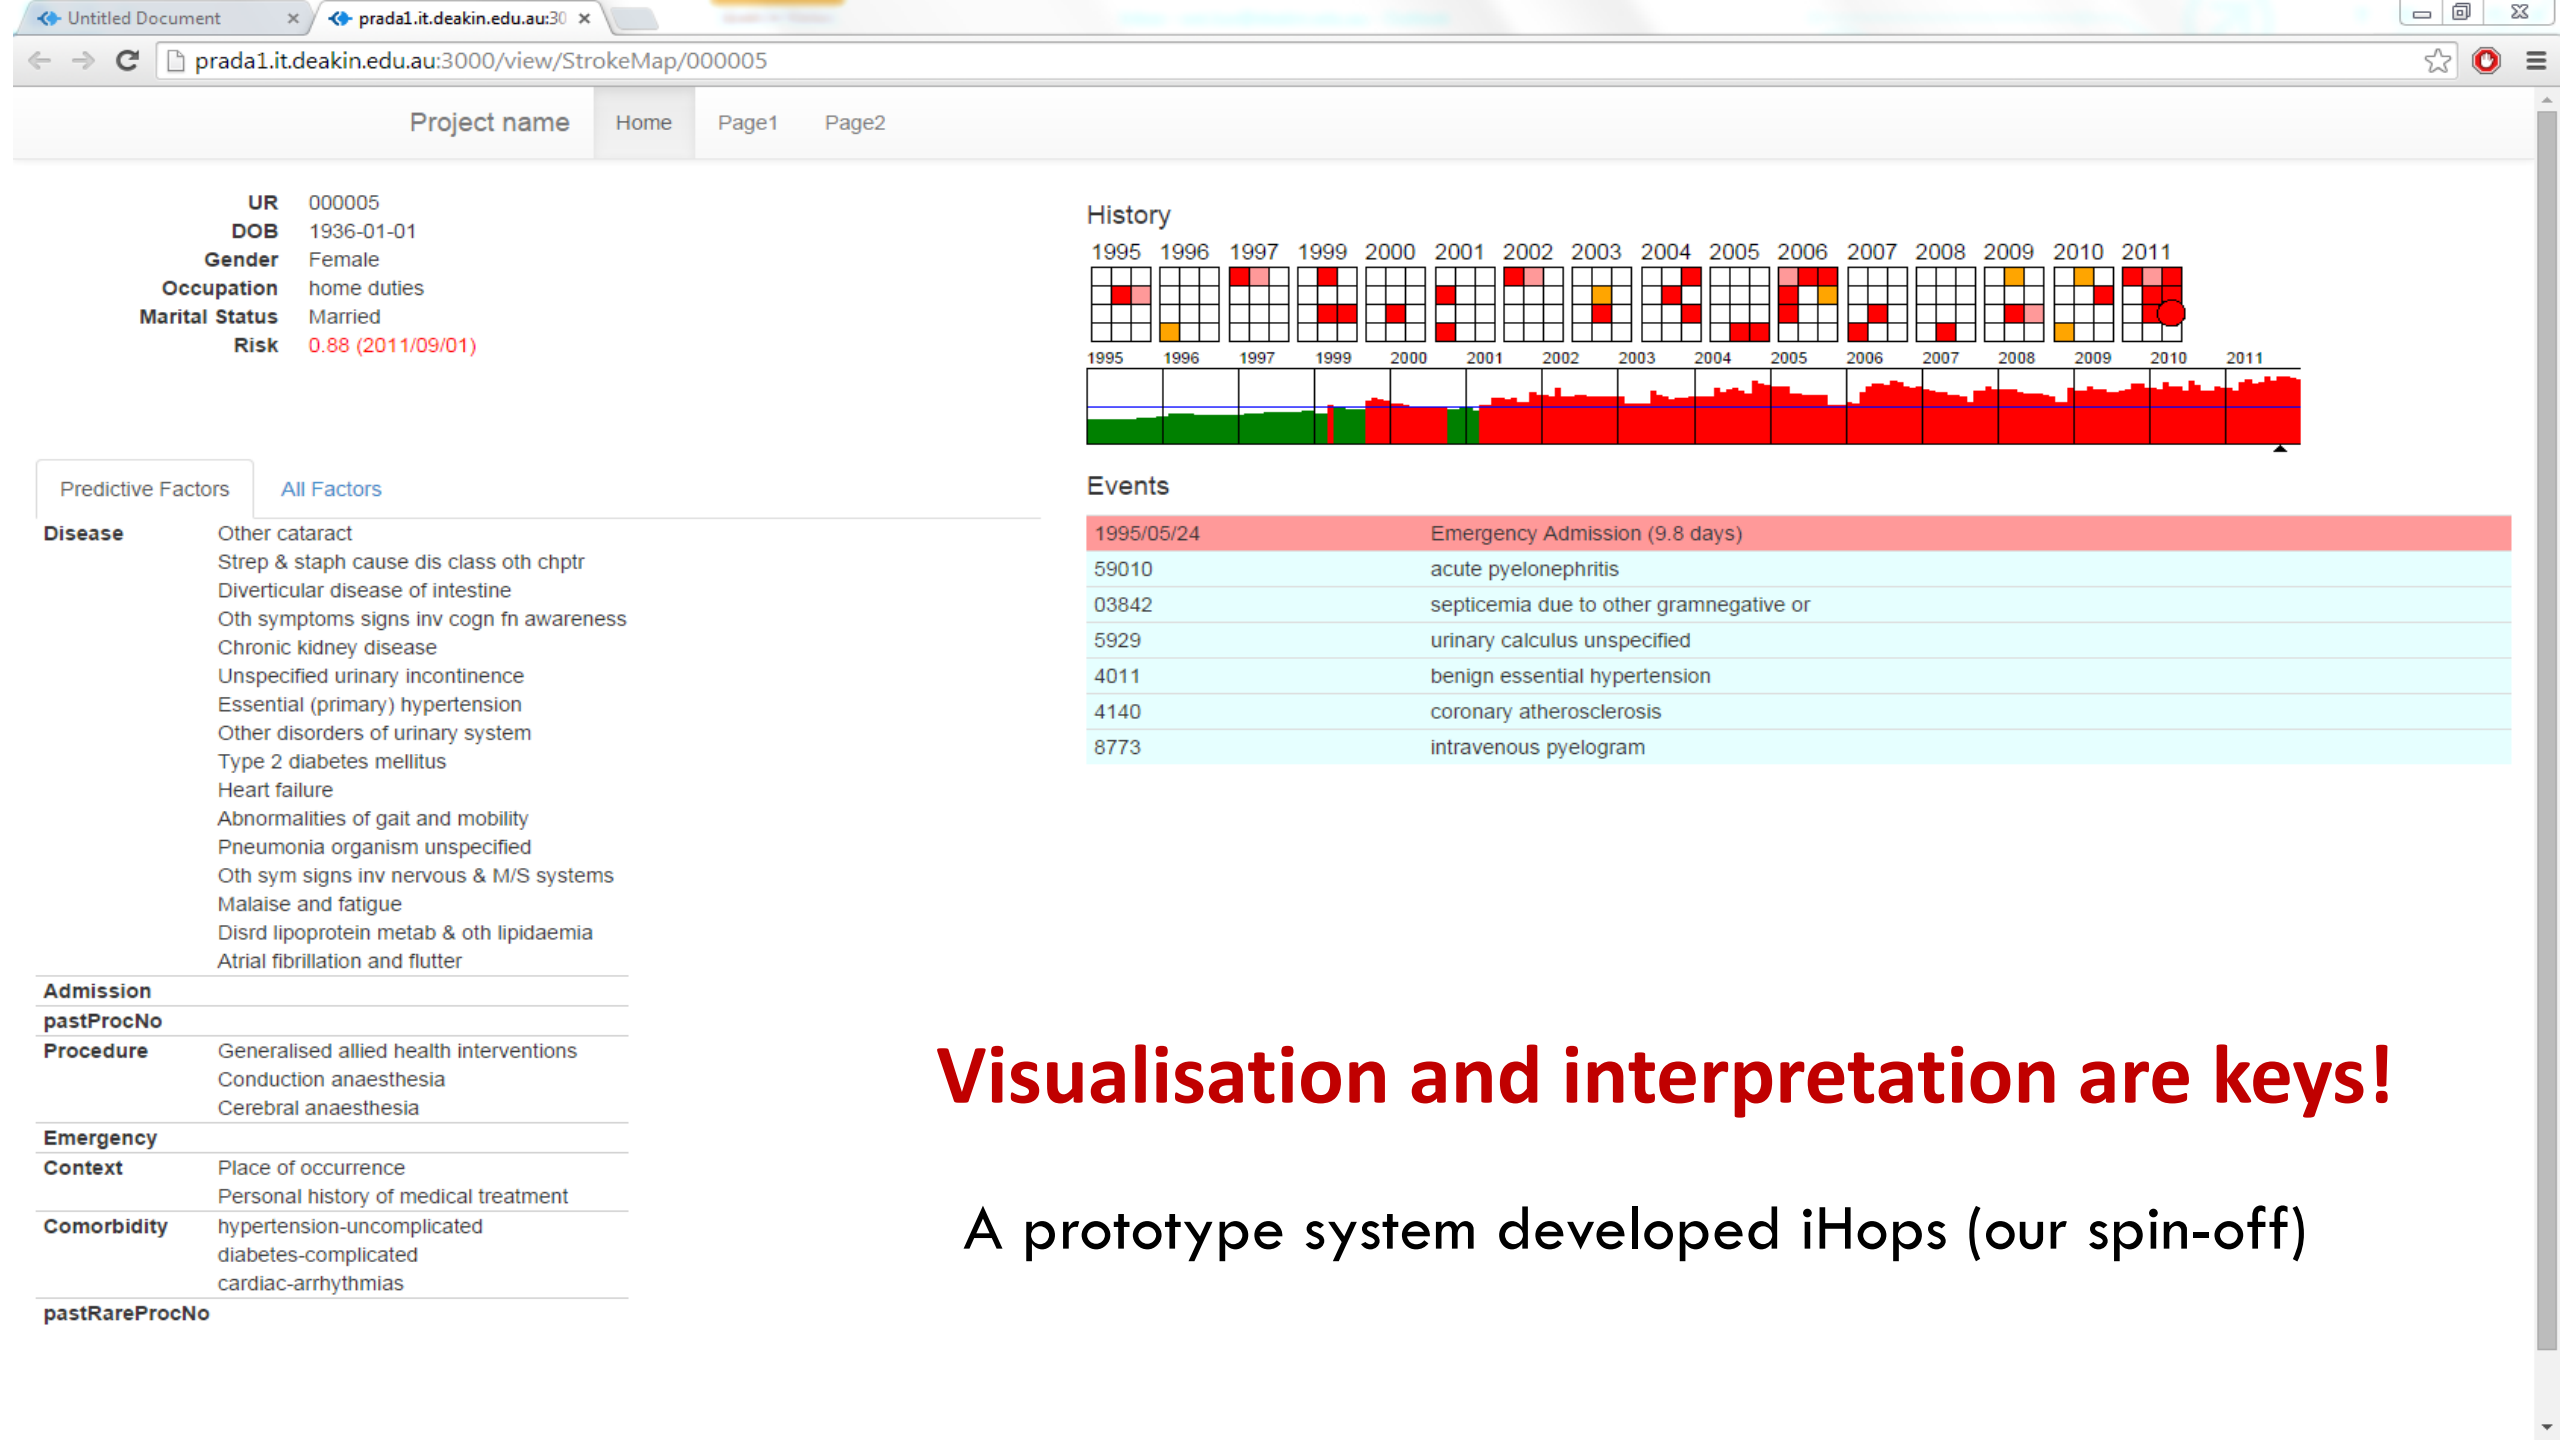 Untitled Document
prada1.it.deakin.edu.au:30
prada1.it.deakin.edu.au:3000/view/StrokeMap/000005
Project name Home Page1 Page2
UR 000005
DOB 1936-01-01
Gender Female
Occupation home duties
Marital Status Married
Risk 0.88 (2011/09/01)
History
1995 1996 1997 1999 2000 2001 2002 2003 2004 2005 2006 2007 2008 2009 2010 2011
1995 1996 1997 1999 2000 2001 2002 2003 2004 2005 2006 2007 2008 2009 2010 2011
Predictive Factors All Factors
Disease Other cataract
Strep & staph cause dis class oth chptr
Diverticular disease of intestine
Oth symptoms signs inv cogn fn awareness
Chronic kidney disease
Unspecified urinary incontinence
Essential (primary) hypertension
Other disorders of urinary system
Type 2 diabetes mellitus
Heart failure
Abnormalities of gait and mobility
Pneumonia organism unspecified
Oth sym signs inv nervous & M/S systems
Malaise and fatigue
Disrd lipoprotein metab & oth lipidaemia
Atrial fibrillation and flutter
Admission
pastProcNo
Procedure Generalised allied health interventions
Conduction anaesthesia
Cerebral anaesthesia
Emergency
Context Place of occurrence
Personal history of medical treatment
Comorbidity hypertension-uncomplicated
diabetes-complicated
cardiac-arrhythmias
pastRareProcNo
Events
1995/05/24 Emergency Admission (9.8 days)
59010 acute pyelonephritis
03842 septicemia due to other gramnegative or
5929 urinary calculus unspecified
4011 benign essential hypertension
4140 coronary atherosclerosis
8773 intravenous pyelogram
Visualisation and interpretation are keys!
A prototype system developed iHops (our spin-off)